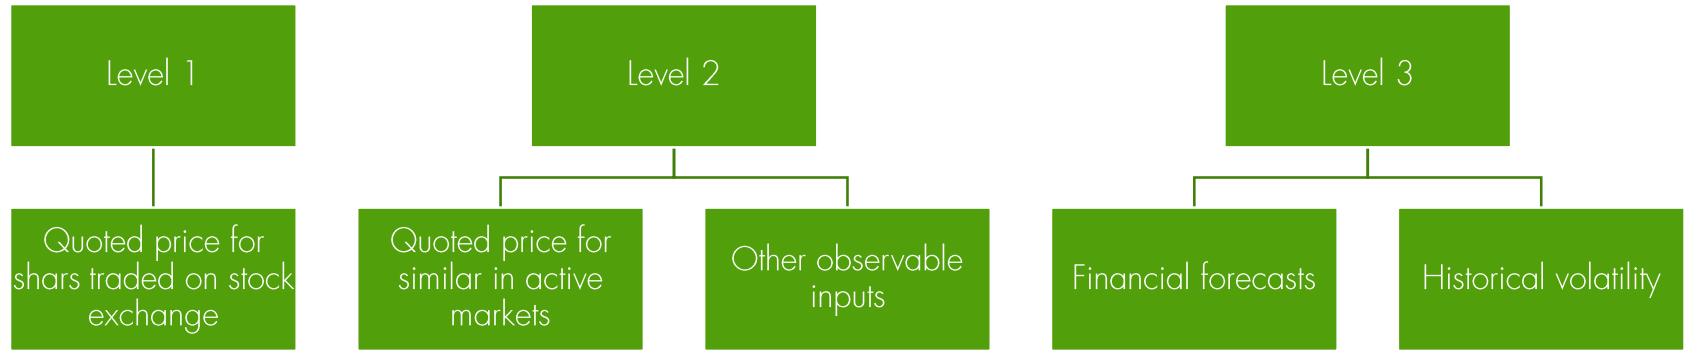 Level 1
Level 2
Level 3
Quoted price for
shars traded on stock
exchange
Quoted price for
similar in active
markets
Other observable
inputs
Financial forecasts
Historical volatility